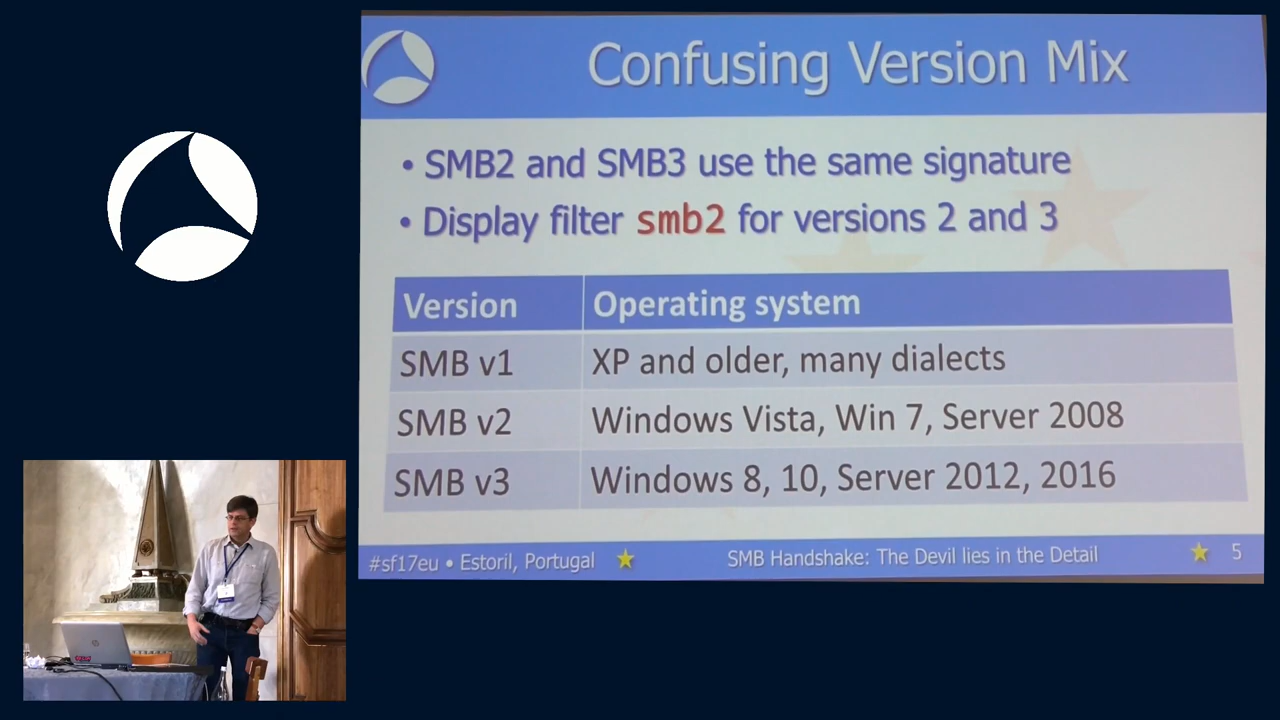 Confusing Version Mix
• SMB2 and SMB3 use the same signature
• Display filter smb2 for versions 2 and 3
Version Operating system
SMB v1 XP and older, many dialects
SMB v2 Windows Vista, Win 7, Server 2008
SMB v3 Windows 8, 10, Server 2012, 2016
#sf17eu • Estoril, Portugal SMB Handshake: The Devil lies in the Detail 5